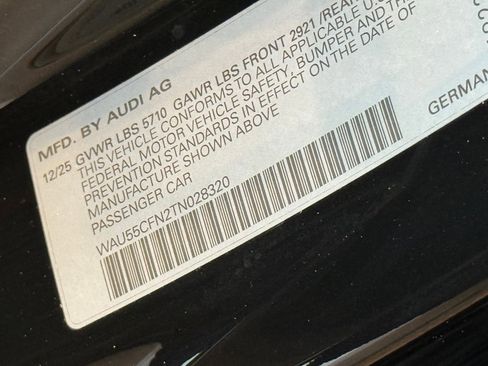 MFD. BY AUDI AG
12/25 GVWR LBS 5710 GAWR LBS FRONT 2921 /REAR
THIS VEHICLE CONFORMS TO ALL APPLICABLE U.S.
FEDERAL MOTOR VEHICLE SAFETY, BUMPER AND
PREVENTION STANDARDS IN EFFECT ON THE DATE OF
MANUFACTURE SHOWN ABOVE
PASSENGER CAR
GERMAN
WAU55CFN2TN028320